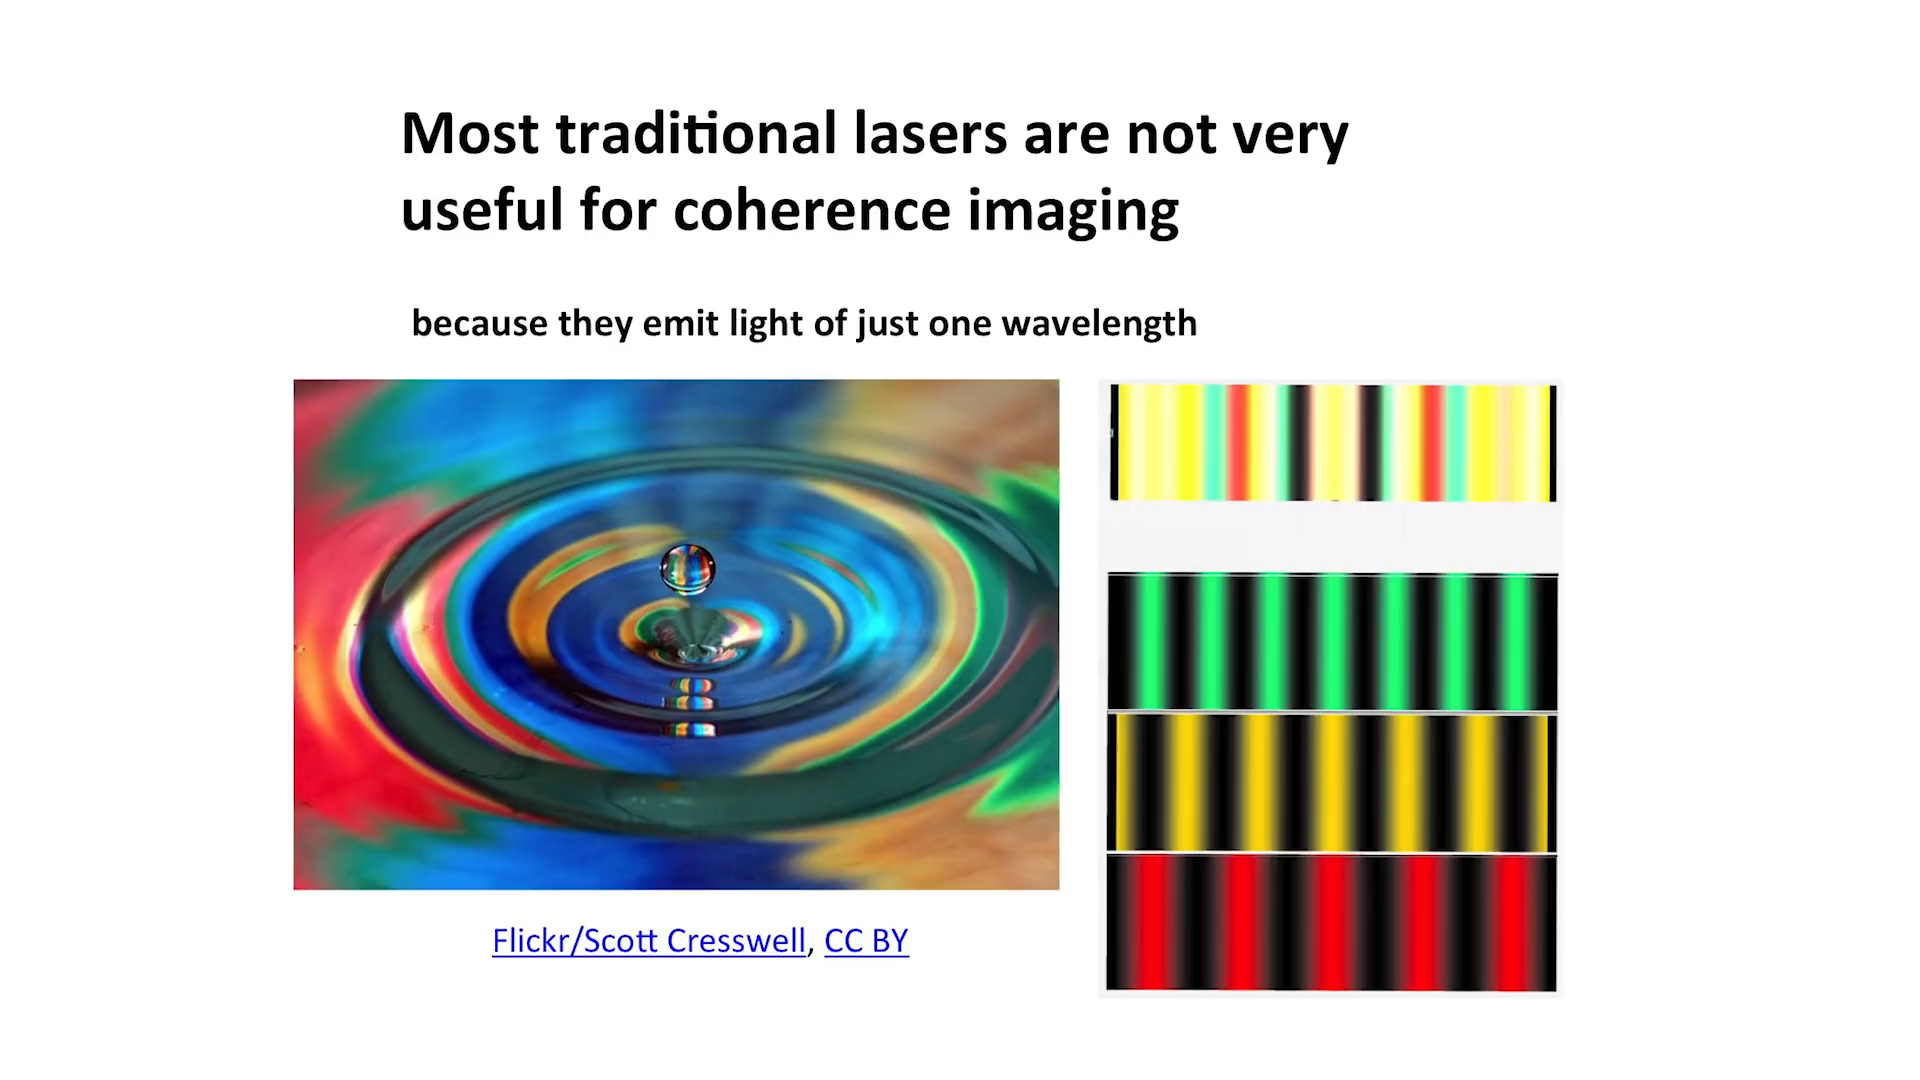 Most traditional lasers are not very
useful for coherence imaging
because they emit light of just one wavelength
Flickr/Scott Cresswell, CC BY